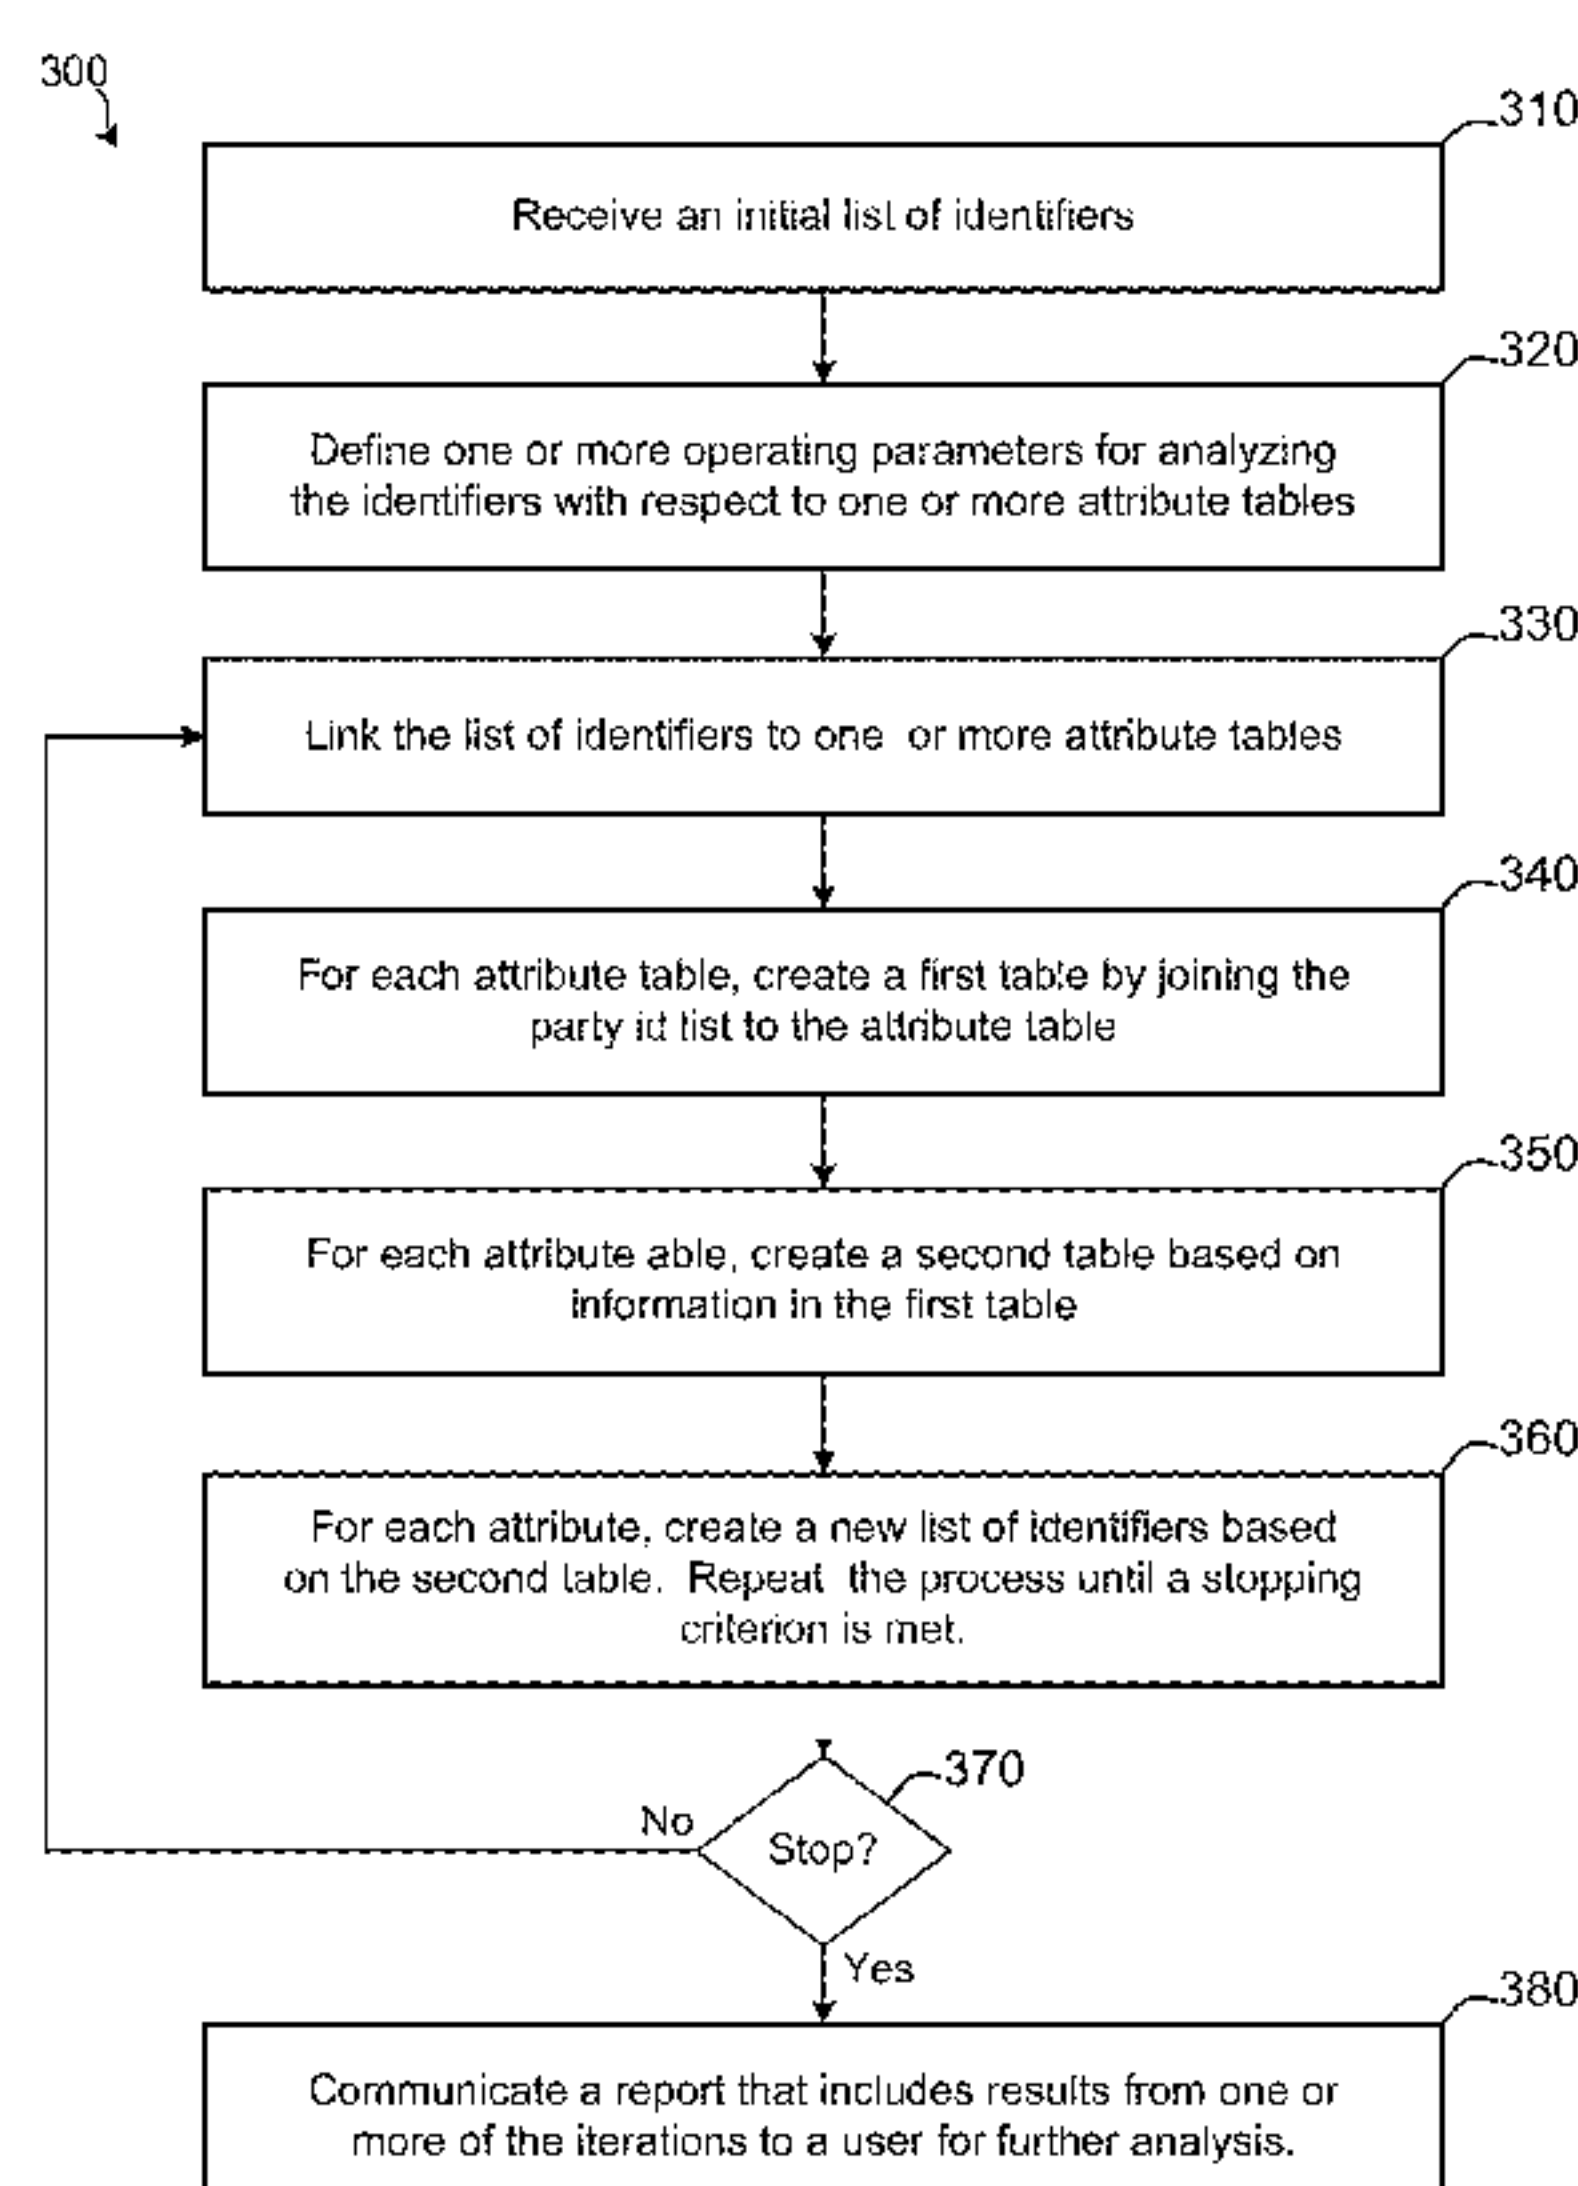 300
310
Receive an initial list of identifiers
320
Define one or more operating parameters for analyzing
the identifiers with respect to one or more attribute tables
330
Link the list of identifiers to one or more attribute tables
340
For each attribute table, create a first table by joining the
party id list to the attribute table
350
For each attribute able, create a second table based on
information in the first table
360
For each attribute, create a new list of identifiers based
on the second table. Repeat the process until a stopping
criterion is met.
370
No
Stop?
Yes
380
Communicate a report that includes results from one or
more of the iterations to a user for further analysis.